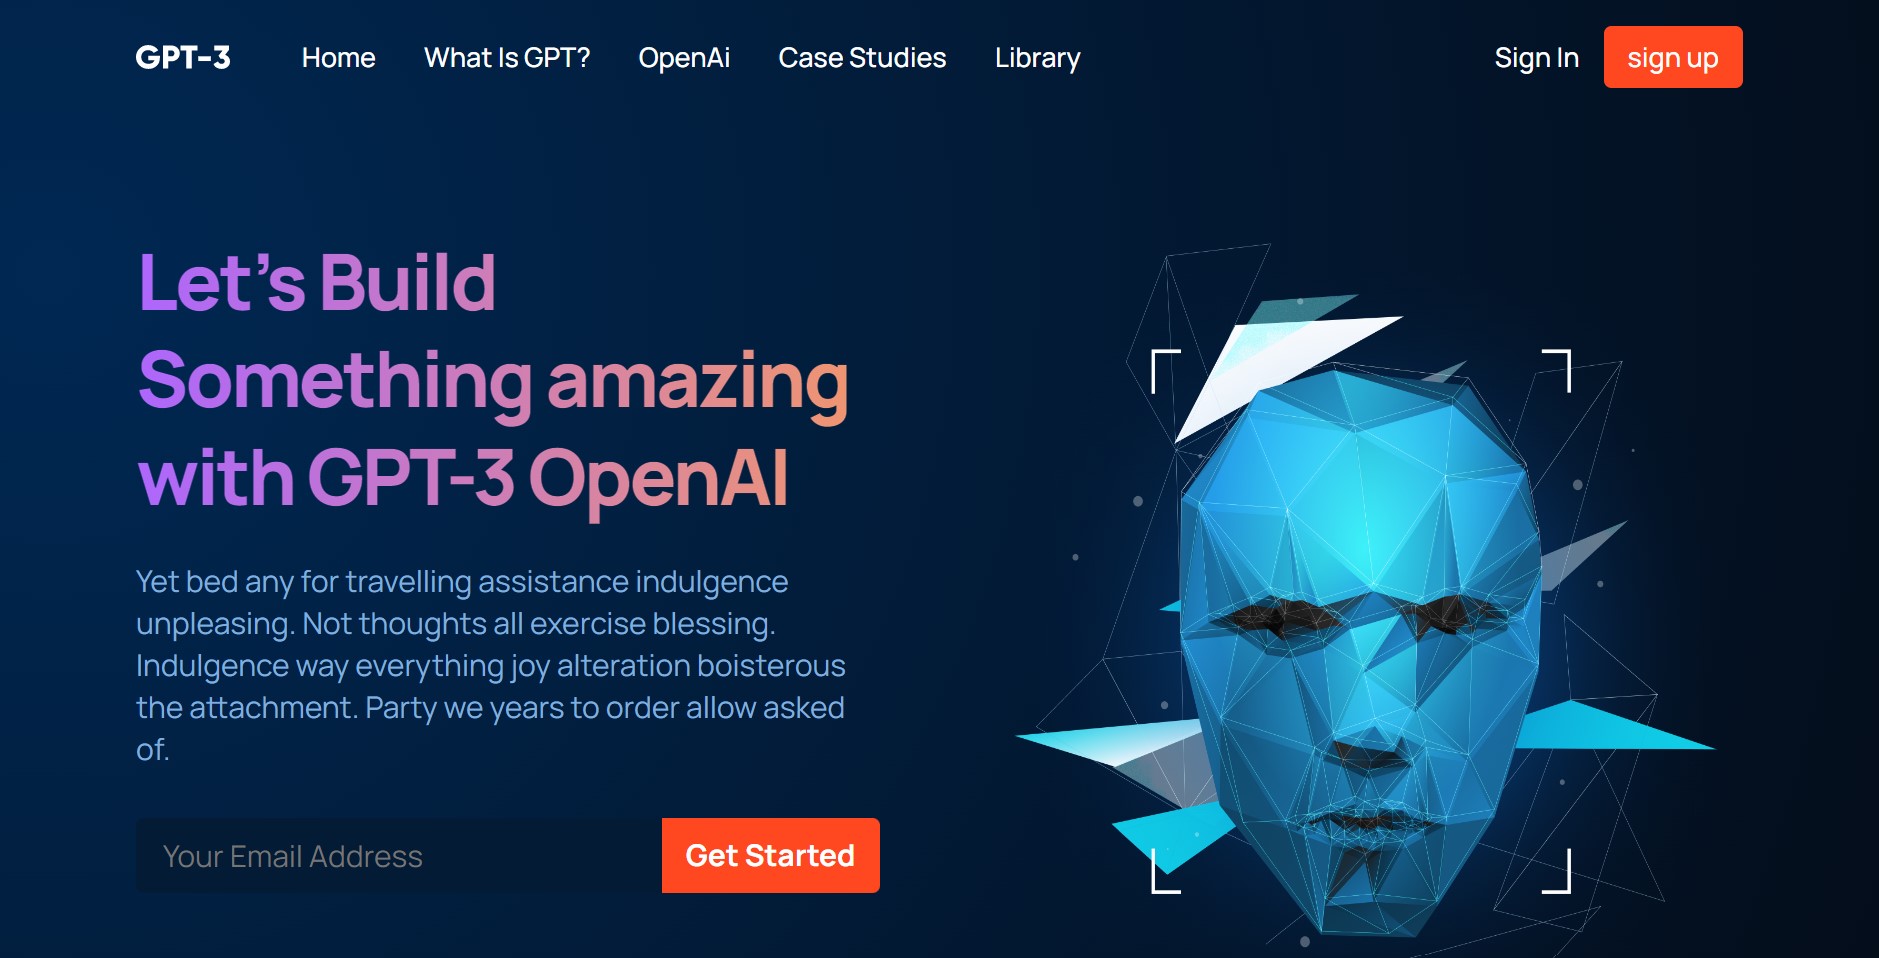 GPT-3 Home What Is GPT? OpenAi Case Studies Library Sign In sign up
Let’s Build
Something amazing
with GPT-3 OpenAI
Yet bed any for travelling assistance indulgence
unpleasing. Not thoughts all exercise blessing.
Indulgence way everything joy alteration boisterous
the attachment. Party we years to order allow asked
of.
Your Email Address Get Started